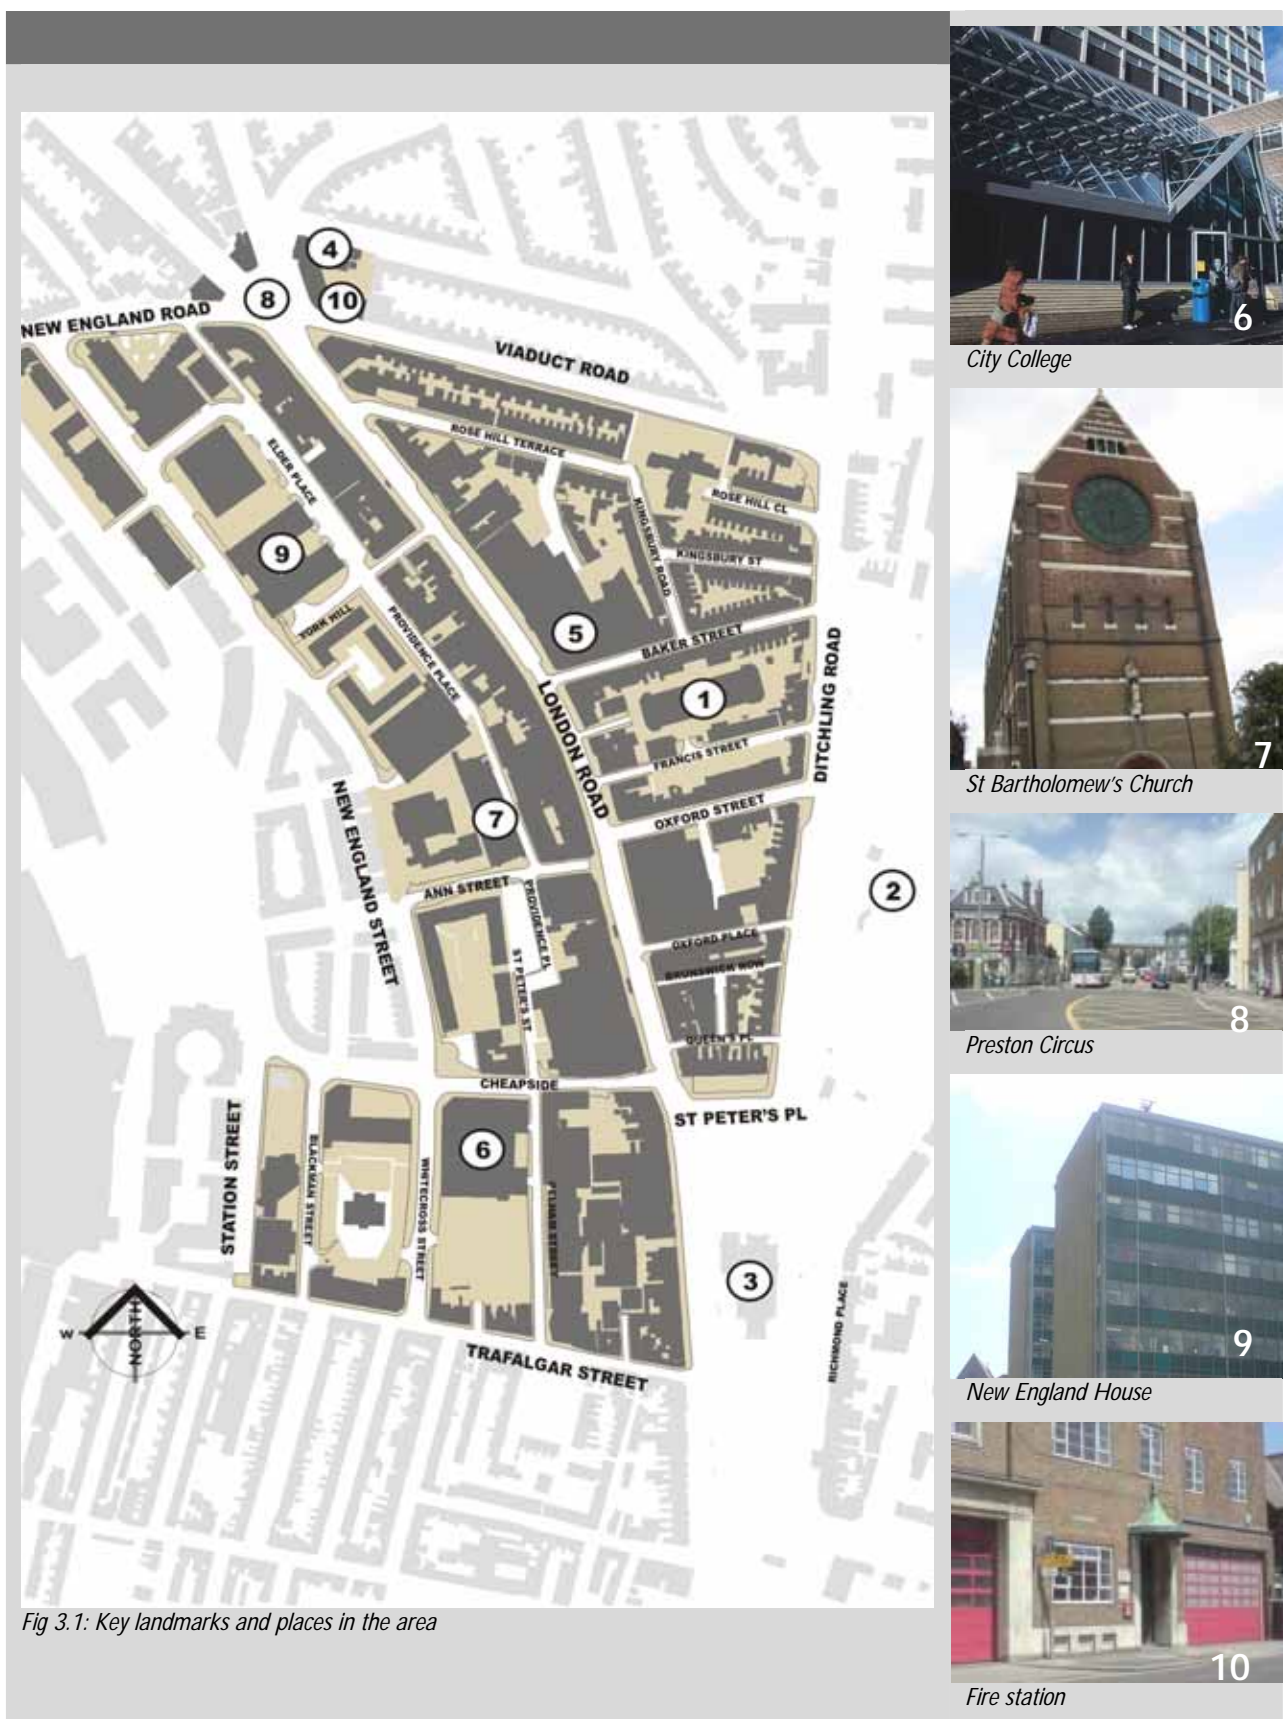 4
8
10
NEW ENGLAND ROAD
VIADUCT ROAD
ROSE HILL TERRACE
ELDER PLACE
KINGSBURY ROAD
ROSE HILL CL
KINGSBURY ST
9
YORK HILL
PROVIDENCE PLACE
5
BAKER STREET
1
LONDON ROAD
DITCHLING ROAD
FRANCIS STREET
OXFORD STREET
NEW ENGLAND STREET
7
2
ANN STREET
PROVIDENCE PL
OXFORD PLACE
BRUNSWICK ROW
ST PETER'S ST
QUEEN'S PL
CHEAPSIDE
ST PETER'S PL
STATION STREET
BLACKMAN STREET
WHITECROSS STREET
6
PELHAM STREET
3
RICHMOND PLACE
W
NORTH
E
TRAFALGAR STREET
Fig 3.1: Key landmarks and places in the area
6
City College
7
St Bartholomew's Church
8
Preston Circus
9
New England House
10
Fire station